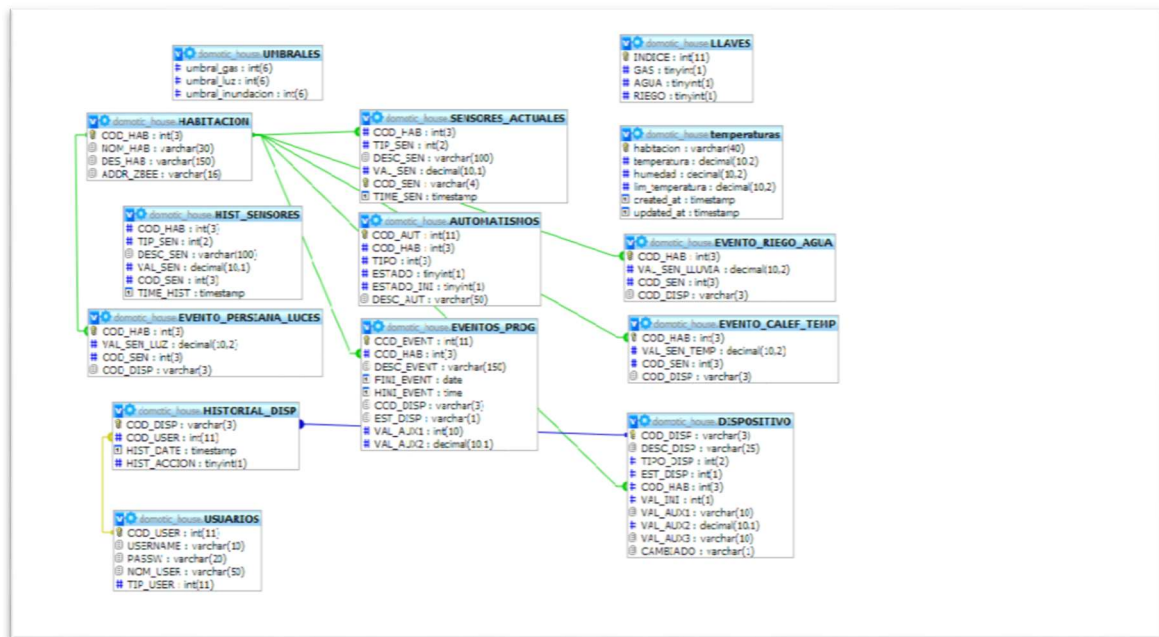 domotic_house.UMBRALES
umbral_gas : int(6)
umbral_luz : int(6)
umbral_inundacion : int(6)
domotic_house.LLAVES
INDICE : int(11)
GAS : tinyint(1)
AGUA : tinyint(1)
RIEGO : tinyint(1)
domotic_house.HABITACION
COD_HAB : int(3)
NOM_HAB : varchar(30)
DES_HAB : varchar(150)
ADDR_ZBEE : varchar(16)
domotic_house.SENSORES_ACTUALES
COD_HAB : int(3)
TIP_SEN : int(2)
DESC_SEN : varchar(100)
VAL_SEN : decimal(10,1)
COD_SEN : varchar(4)
TIME_SEN : timestamp
domotic_house.temperaturas
habitacion : varchar(40)
temperatura : decimal(10,2)
humedad : decimal(10,2)
lim_temperatura : decimal(10,2)
created_at : timestamp
updated_at : timestamp
domotic_house.HIST_SENSORES
COD_HAB : int(3)
TIP_SEN : int(2)
DESC_SEN : varchar(100)
VAL_SEN : decimal(10,1)
COD_SEN : int(3)
TIME_HIST : timestamp
domotic_house.AUTOMATISMOS
COD_AUT : int(11)
COD_HAB : int(3)
TIPO : int(3)
ESTADO : tinyint(1)
ESTADO_INI : tinyint(1)
DESC_AUT : varchar(50)
domotic_house.EVENTO_RIEGO_AGUA
COD_HAB : int(3)
VAL_SEN_LLUVIA : decimal(10,2)
COD_SEN : int(3)
COD_DISP : varchar(3)
domotic_house.EVENTO_PERSIANA_LUCES
COD_HAB : int(3)
VAL_SEN_LUZ : decimal(10,2)
COD_SEN : int(3)
COD_DISP : varchar(3)
domotic_house.EVENTOS_PROG
COD_EVENT : int(11)
COD_HAB : int(3)
DESC_EVENT : varchar(150)
FINI_EVENT : date
HINI_EVENT : time
COD_DISP : varchar(3)
EST_DISP : varchar(1)
VAL_AUX1 : int(10)
VAL_AUX2 : decimal(10,1)
domotic_house.EVENTO_CALEF_TEMP
COD_HAB : int(3)
VAL_SEN_TEMP : decimal(10,2)
COD_SEN : int(3)
COD_DISP : varchar(3)
domotic_house.HISTORIAL_DISP
COD_DISP : varchar(3)
COD_USER : int(11)
HIST_DATE : timestamp
HIST_ACCION : tinyint(1)
domotic_house.DISPOSITIVO
COD_DISP : varchar(3)
DESC_DISP : varchar(25)
TIPO_DISP : int(2)
EST_DISP : int(1)
COD_HAB : int(3)
VAL_INI : int(1)
VAL_AUX1 : varchar(10)
VAL_AUX2 : decimal(10,1)
VAL_AUX3 : varchar(10)
CAMBIADO : varchar(1)
domotic_house.USUARIOS
COD_USER : int(11)
USERNAME : varchar(10)
PASSW : varchar(20)
NOM_USER : varchar(50)
TIP_USER : int(11)